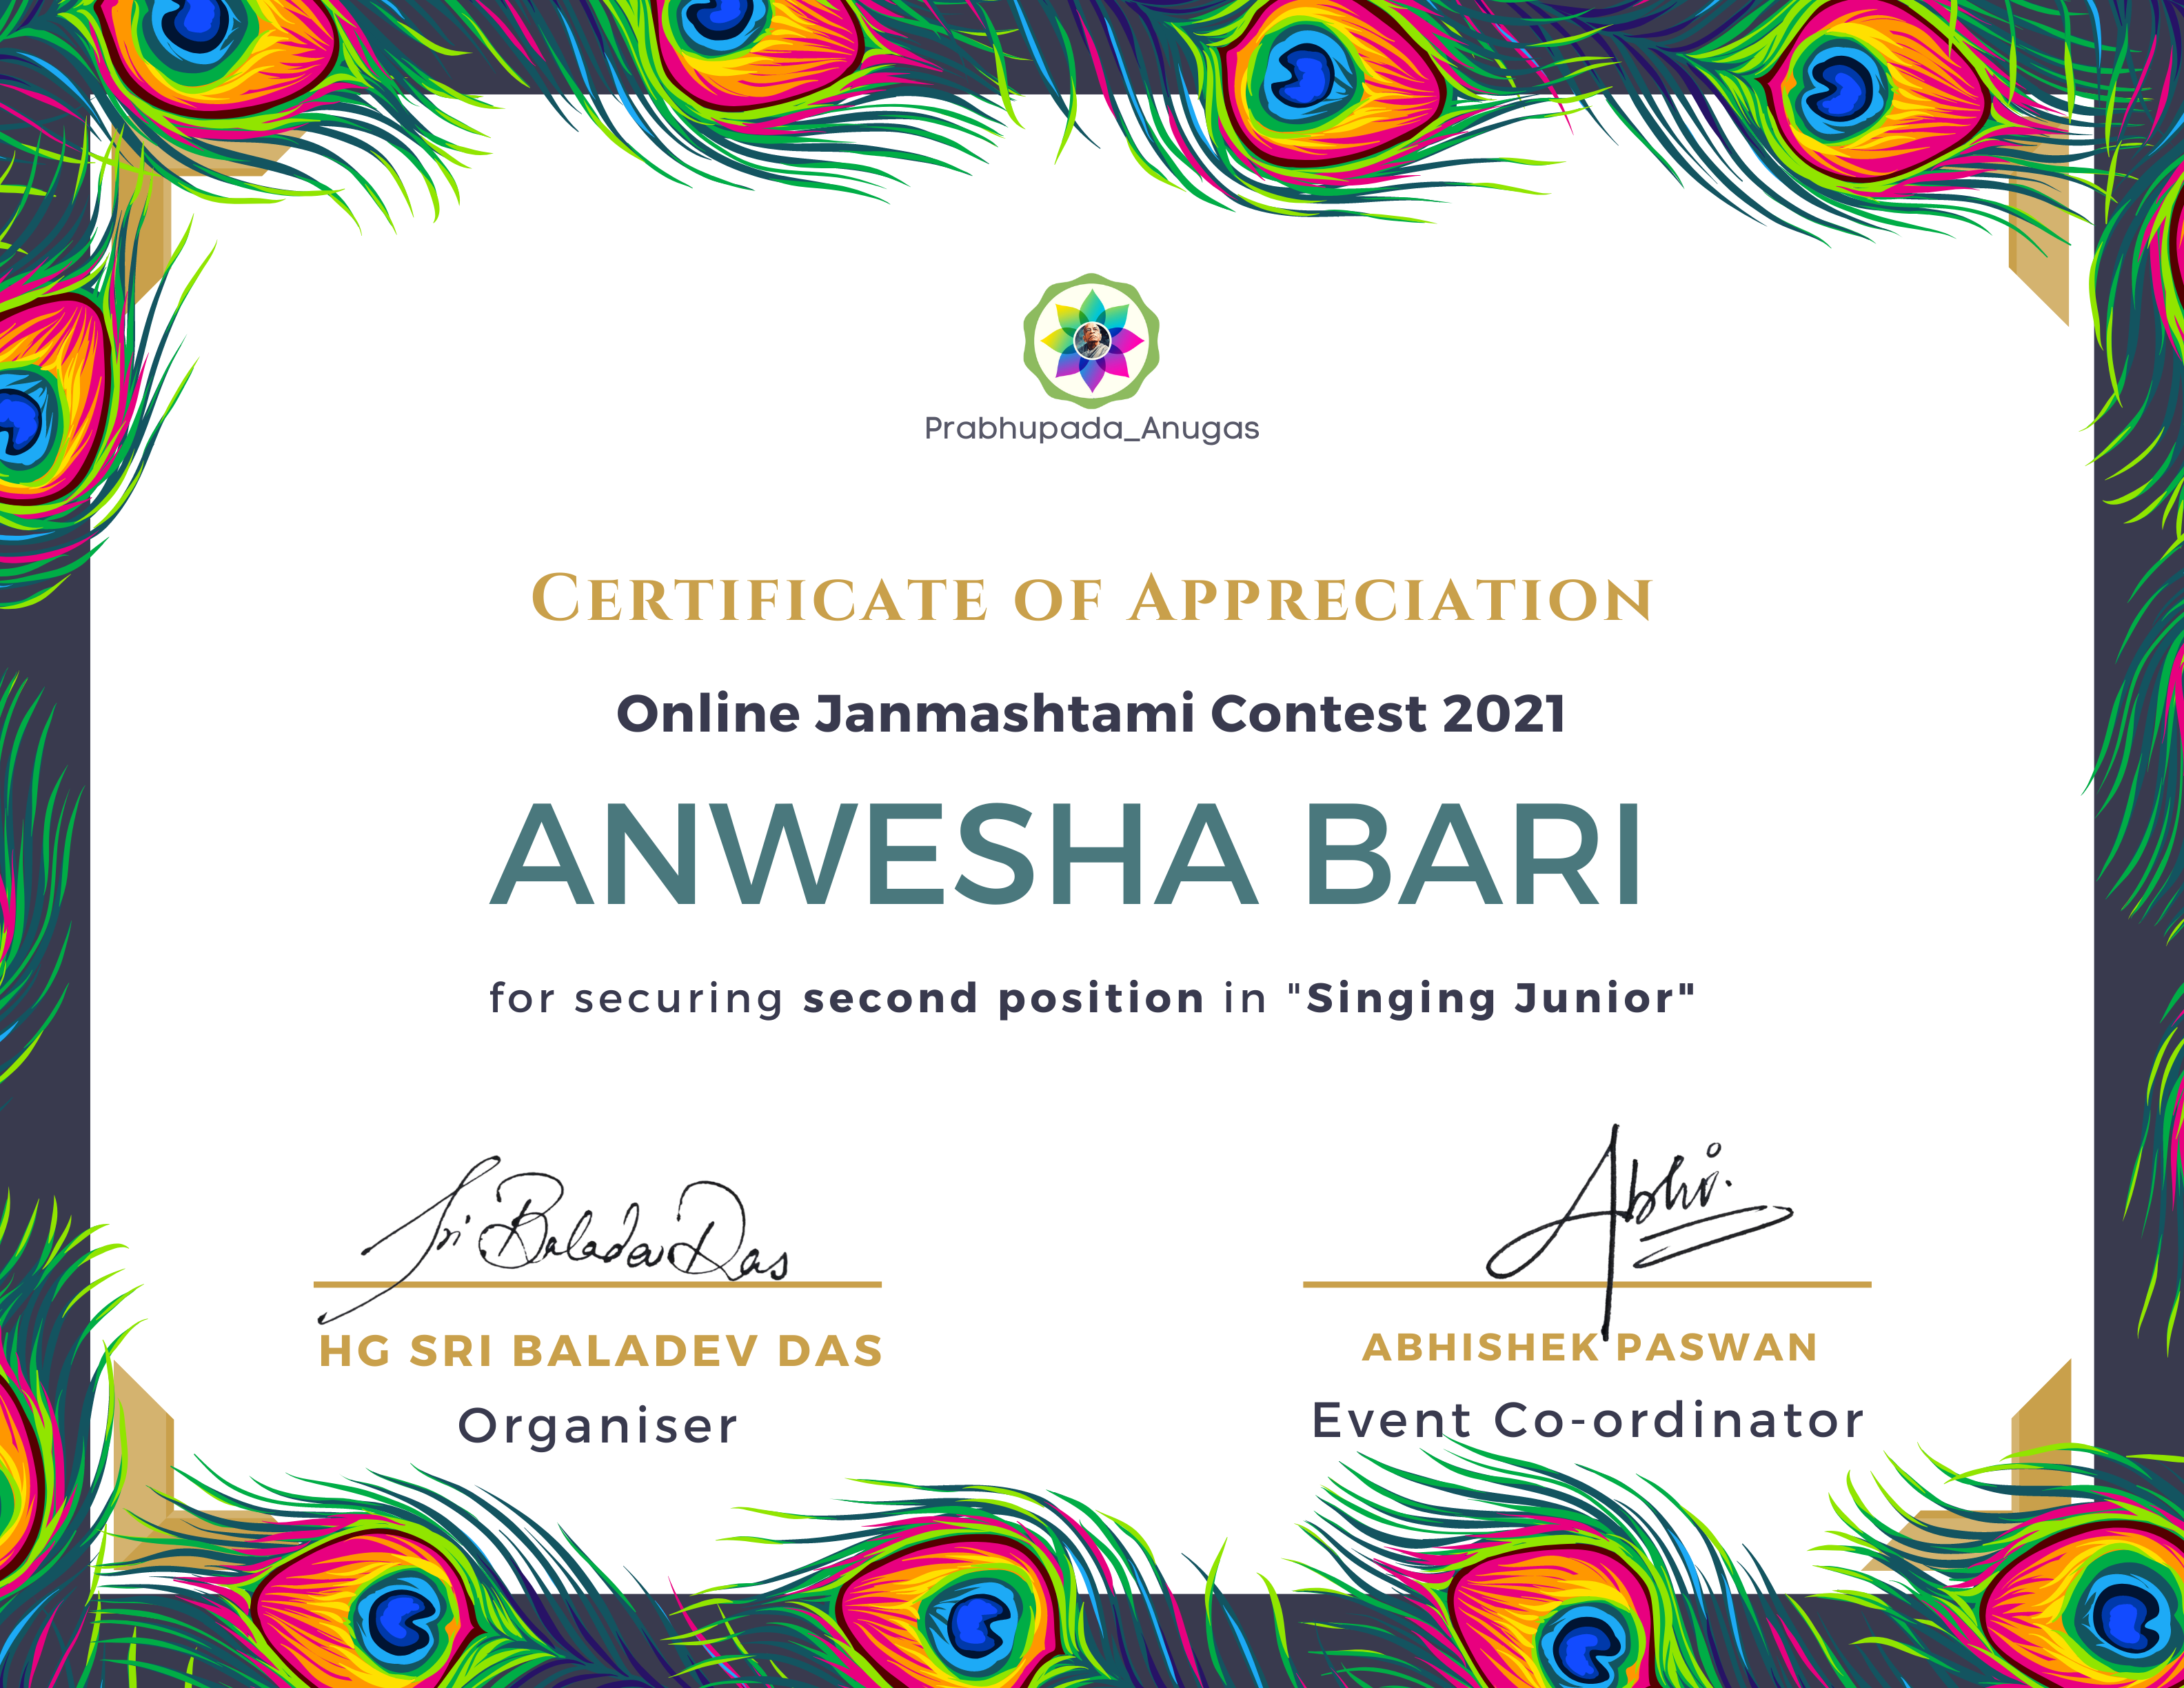 Prabhupada_Anugas
Certificate of Appreciation
Online Janmashtami Contest 2021
ANWESHA BARI
for securing second position in "Singing Junior"
Sri Baladev Das
Abhi.
HG SRI BALADEV DAS
ABHISHEK PASWAN
Organiser
Event Co-ordinator